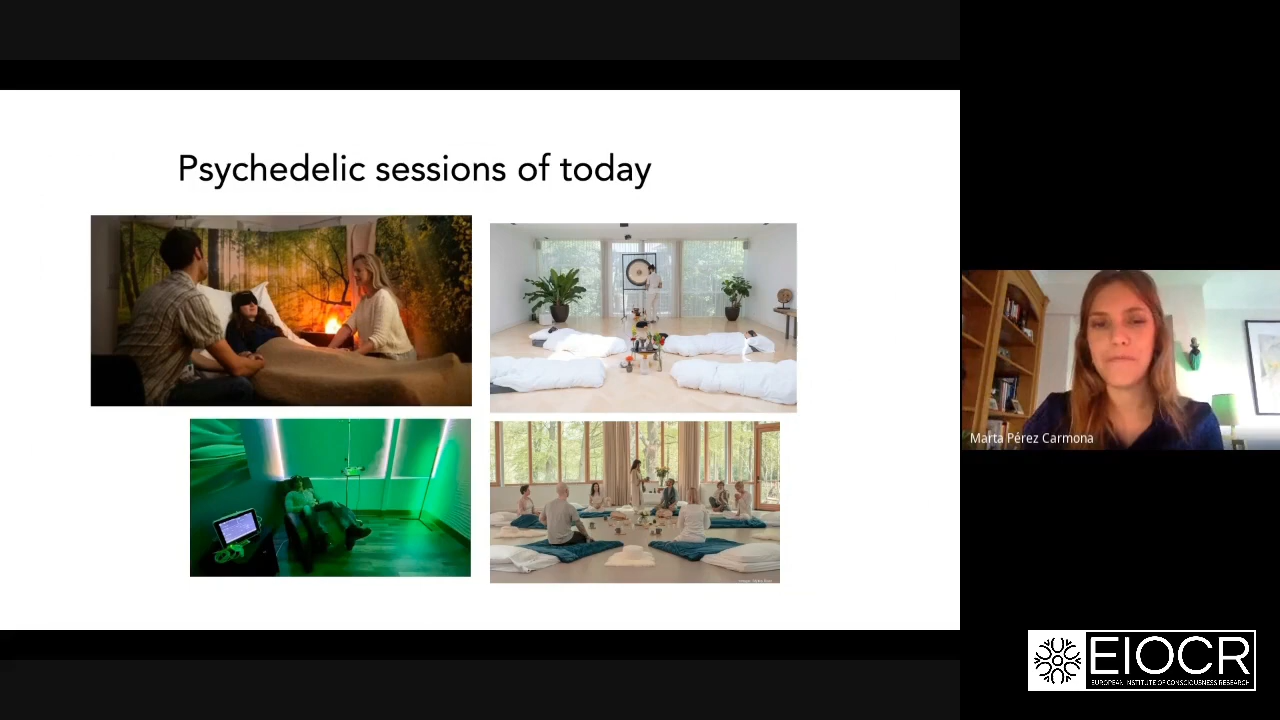 Psychedelic sessions of today
Marta Pérez Carmona
EIOCR
EUROPEAN INSTITUTE OF CONSCIOUSNESS RESEARCH